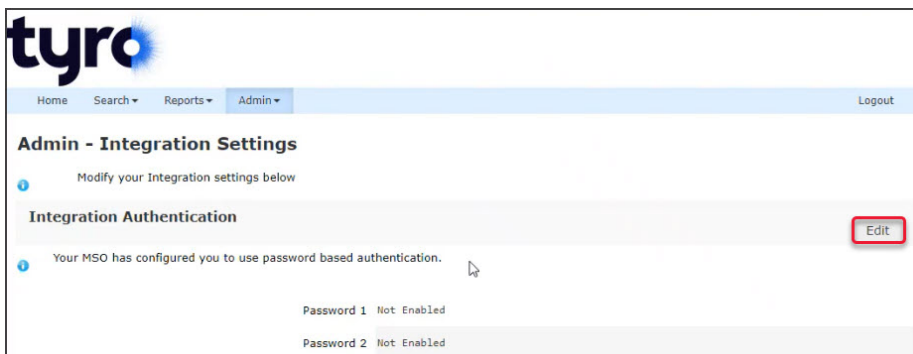 tyro
Home Search Reports Admin Logout
Admin - Integration Settings
Modify your Integration settings below
Integration Authentication
Edit
Your MSO has configured you to use password based authentication.
Password 1 Not Enabled
Password 2 Not Enabled